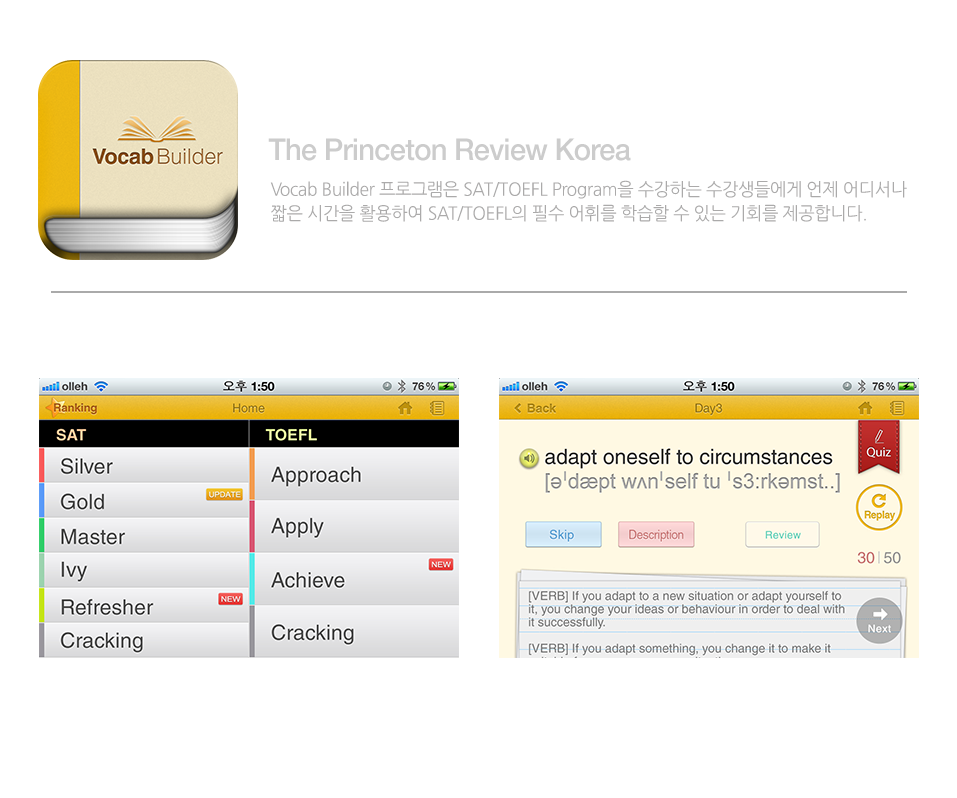 Vocab Builder
The Princeton Review Korea
Vocab Builder 프로그램은 SAT/TOEFL Program을 수강하는 수강생들에게 언제 어디서나
짧은 시간을 활용하여 SAT/TOEFL의 필수 어휘를 학습할 수 있는 기회를 제공합니다.
olleh 오후 1:50 76%
Ranking Home
SAT TOEFL
Silver
Gold UPDATE
Master
Ivy
Refresher NEW
Cracking
Approach
Apply
Achieve NEW
Cracking
olleh 오후 1:50 76%
Back Day3
Quiz
adapt oneself to circumstances
[əˈdæpt wʌnˈself tu ˈs3:rkəmst..]
Replay
Skip Description Review
30 | 50
[VERB] If you adapt to a new situation or adapt yourself to
it, you change your ideas or behaviour in order to deal with
it successfully.
Next
[VERB] If you adapt something, you change it to make it